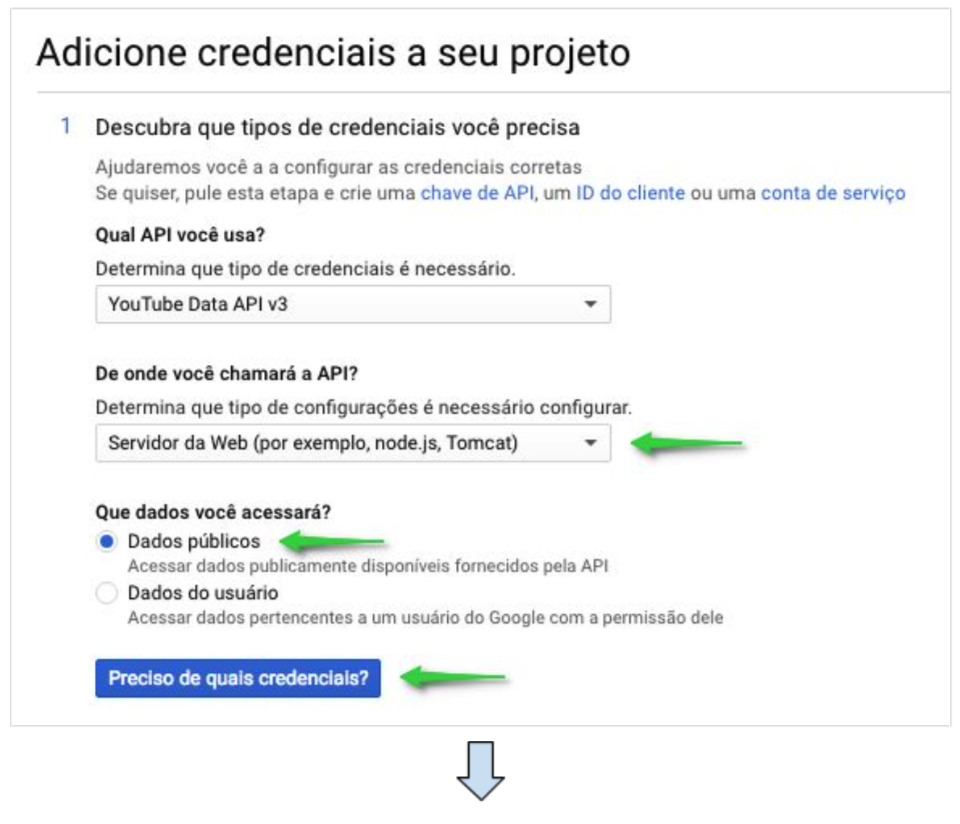 Adicione credenciais a seu projeto
1 Descubra que tipos de credenciais você precisa
Ajudaremos você a a configurar as credenciais corretas
Se quiser, pule esta etapa e crie uma chave de API, um ID do cliente ou uma conta de serviço
Qual API você usa?
Determina que tipo de credenciais é necessário.
YouTube Data API v3
De onde você chamará a API?
Determina que tipo de configurações é necessário configurar.
Servidor da Web (por exemplo, node.js, Tomcat)
Que dados você acessará?
Dados públicos
Acessar dados publicamente disponíveis fornecidos pela API
Dados do usuário
Acessar dados pertencentes a um usuário do Google com a permissão dele
Preciso de quais credenciais?